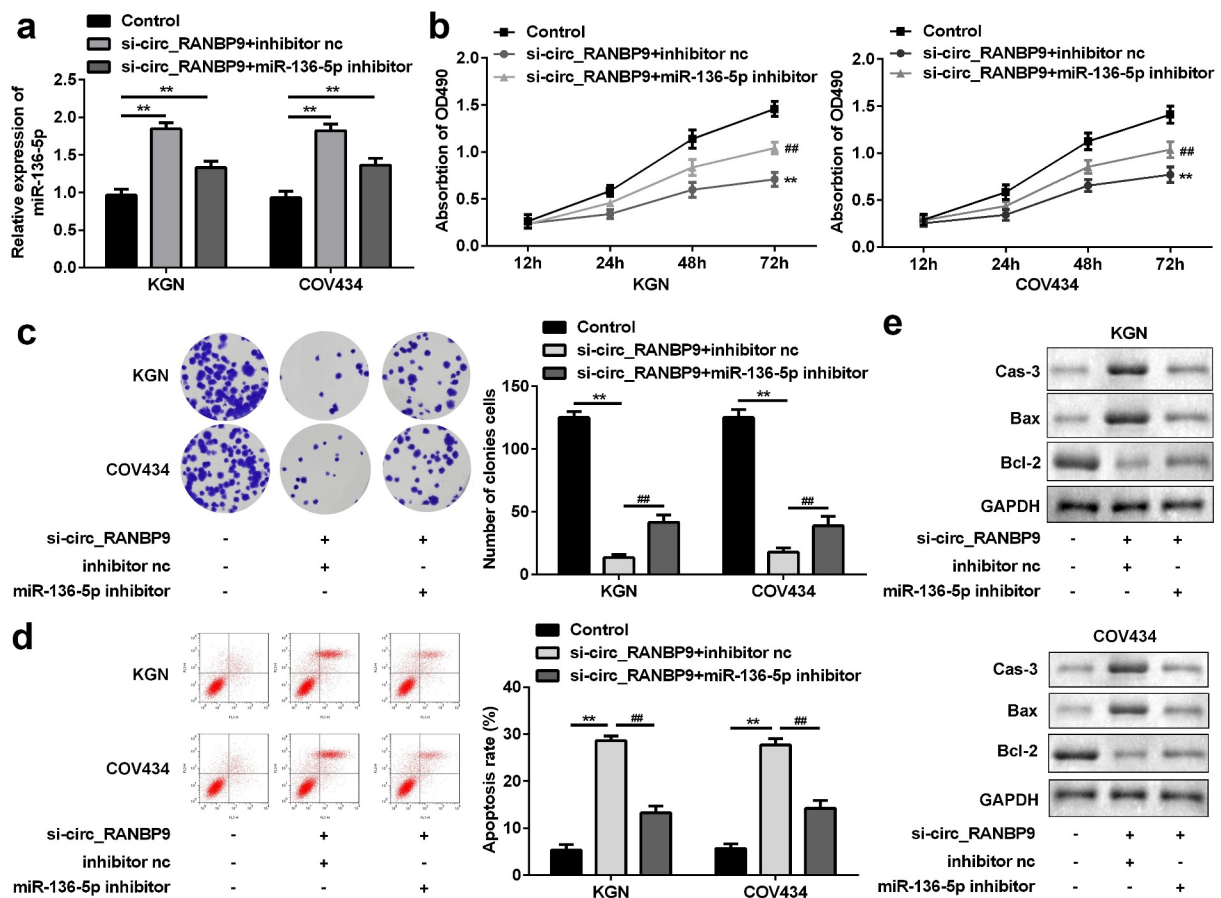 a
Control
si-circ_RANBP9+inhibitor nc
si-circ_RANBP9+miR-136-5p inhibitor
Relative expression of
miR-136-5p
2.5
2.0
1.5
1.0
0.5
0.0
** ** ** **
KGN COV434
b
Control
si-circ_RANBP9+inhibitor nc
si-circ_RANBP9+miR-136-5p inhibitor
Absorbtion of OD490
2.0
1.5
1.0
0.5
0.0
##
**
12h 24h 48h 72h
KGN
Control
si-circ_RANBP9+inhibitor nc
si-circ_RANBP9+miR-136-5p inhibitor
Absorbtion of OD490
2.0
1.5
1.0
0.5
0.0
##
**
12h 24h 48h 72h
COV434
c
KGN
COV434
si-circ_RANBP9 - + +
inhibitor nc - + -
miR-136-5p inhibitor - - +
Control
si-circ_RANBP9+inhibitor nc
si-circ_RANBP9+miR-136-5p inhibitor
Number of clonies cells
150
100
50
0
** ## ** ##
KGN COV434
d
KGN
COV434
si-circ_RANBP9 - + +
inhibitor nc - + -
miR-136-5p inhibitor - - +
Control
si-circ_RANBP9+inhibitor nc
si-circ_RANBP9+miR-136-5p inhibitor
Apoptosis rate (%)
40
30
20
10
0
** ## ** ##
KGN COV434
e
KGN
Cas-3
Bax
Bcl-2
GAPDH
si-circ_RANBP9 - + +
inhibitor nc - + -
miR-136-5p inhibitor - - +
COV434
Cas-3
Bax
Bcl-2
GAPDH
si-circ_RANBP9 - + +
inhibitor nc - + -
miR-136-5p inhibitor - - +